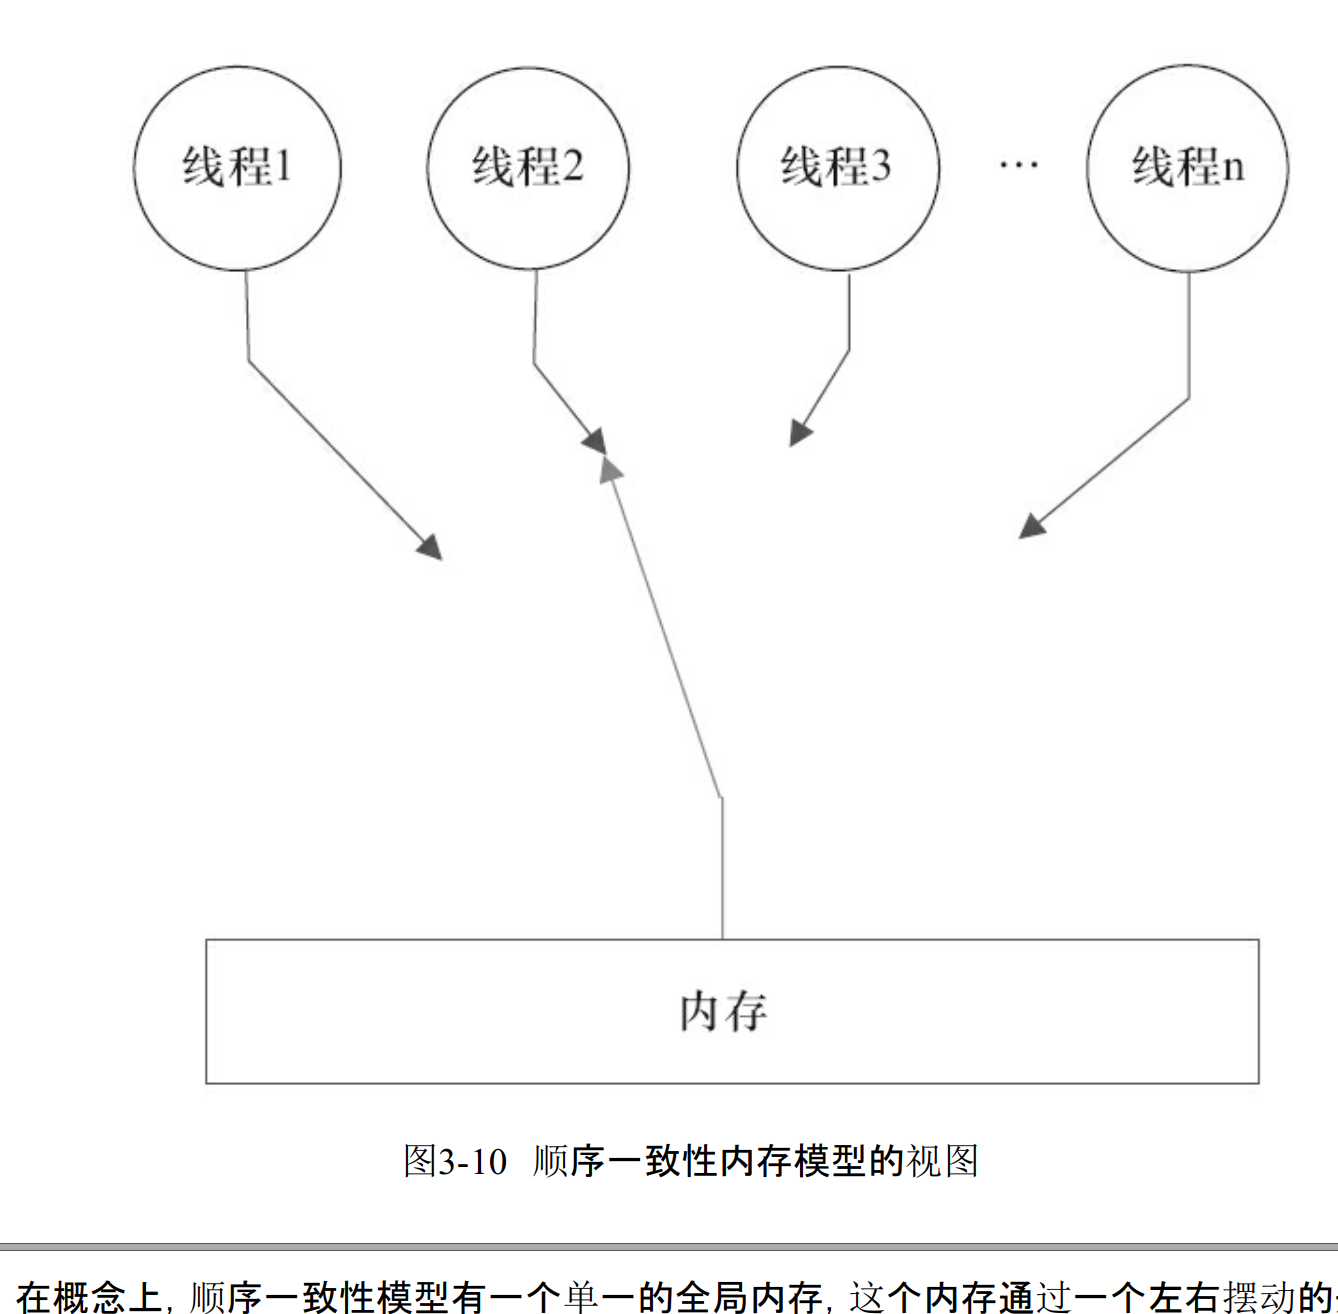 线程1 线程2 线程3 … 线程n
内存
图3-10 顺序一致性内存模型的视图
在概念上，顺序一致性模型有一个单一的全局内存，这个内存通过一个左右摆动的